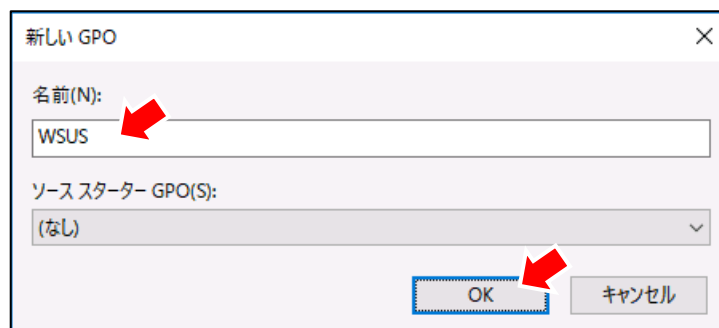 新しい GPO
名前(N):
WSUS
ソース スターター GPO(S):
(なし)
OK キャンセル